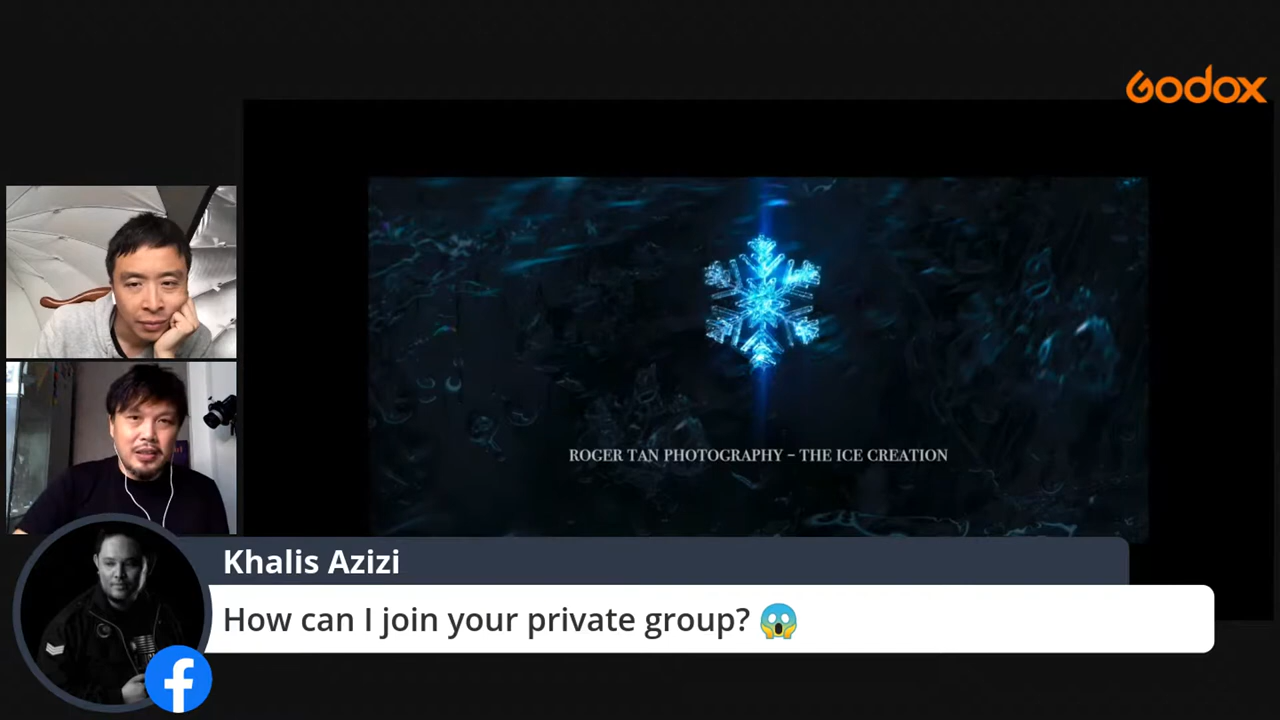 Godox
ROGER TAN PHOTOGRAPHY – THE ICE CREATION
Khalis Azizi
How can I join your private group? 😱